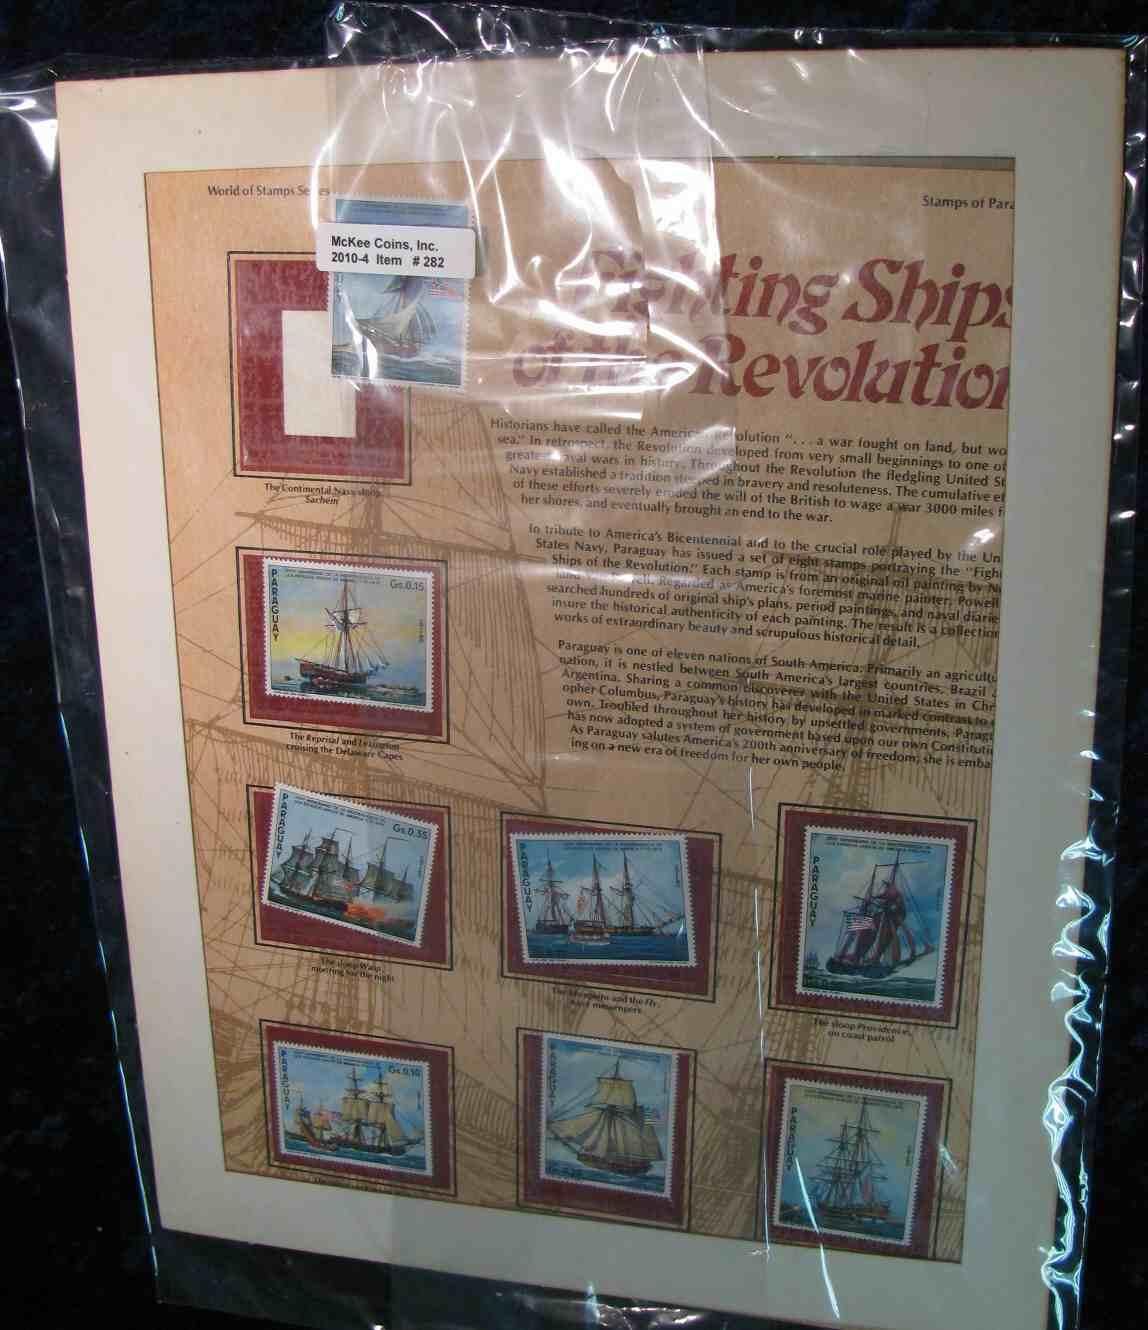 World of Stamps Series
Stamps of Para
McKee Coins, Inc.
2010-4 Item # 282
Fighting Ships
of the Revolution
Historians have called the American Revolution ". . . a war fought on land, but wo
sea." In retrospect, the Revolution developed from very small beginnings to one of
greatest naval wars in history. Throughout the Revolution the fledgling United St
Navy established a tradition steeped in bravery and resoluteness. The cumulative ef
of these efforts severely eroded the will of the British to wage a war 3000 miles f
her shores, and eventually brought an end to the war.
In tribute to America's Bicentennial and to the crucial role played by the Un
States Navy, Paraguay has issued a set of eight stamps portraying the "Figh
Ships of the Revolution." Each stamp is from an original oil painting by
Powell. Regarded as America's foremost marine painter, Powell
searched hundreds of original ship's plans, period paintings, and naval diarie
insure the historical authenticity of each painting. The result is a collection
works of extraordinary beauty and scrupulous historical detail.
Paraguay is one of eleven nations of South America. Primarily an agricultu
nation, it is nestled between South America's largest countries, Brazil
Argentina. Sharing a common discoverer with the United States in Chr
opher Columbus, Paraguay's history has developed in marked contrast to
own. Troubled throughout her history by unsettled governments, Parag
has now adopted a system of government based upon our own Constituti
As Paraguay salutes America's 200th anniversary of freedom, she is emba
ing on a new era of freedom for her own people.
The Continental Navy sloop
Sachem
PARAGUAY
Gs.0.15
The Reprisal and Lexington
cruising the Delaware Capes
PARAGUAY
Gs.0.35
The sloop Wasp
meeting for the night
PARAGUAY
The Mosquito and the Fly,
messengers
PARAGUAY
The sloop Providence,
on coast patrol
PARAGUAY
Gs.0.10
PARAGUAY
PARAGUAY